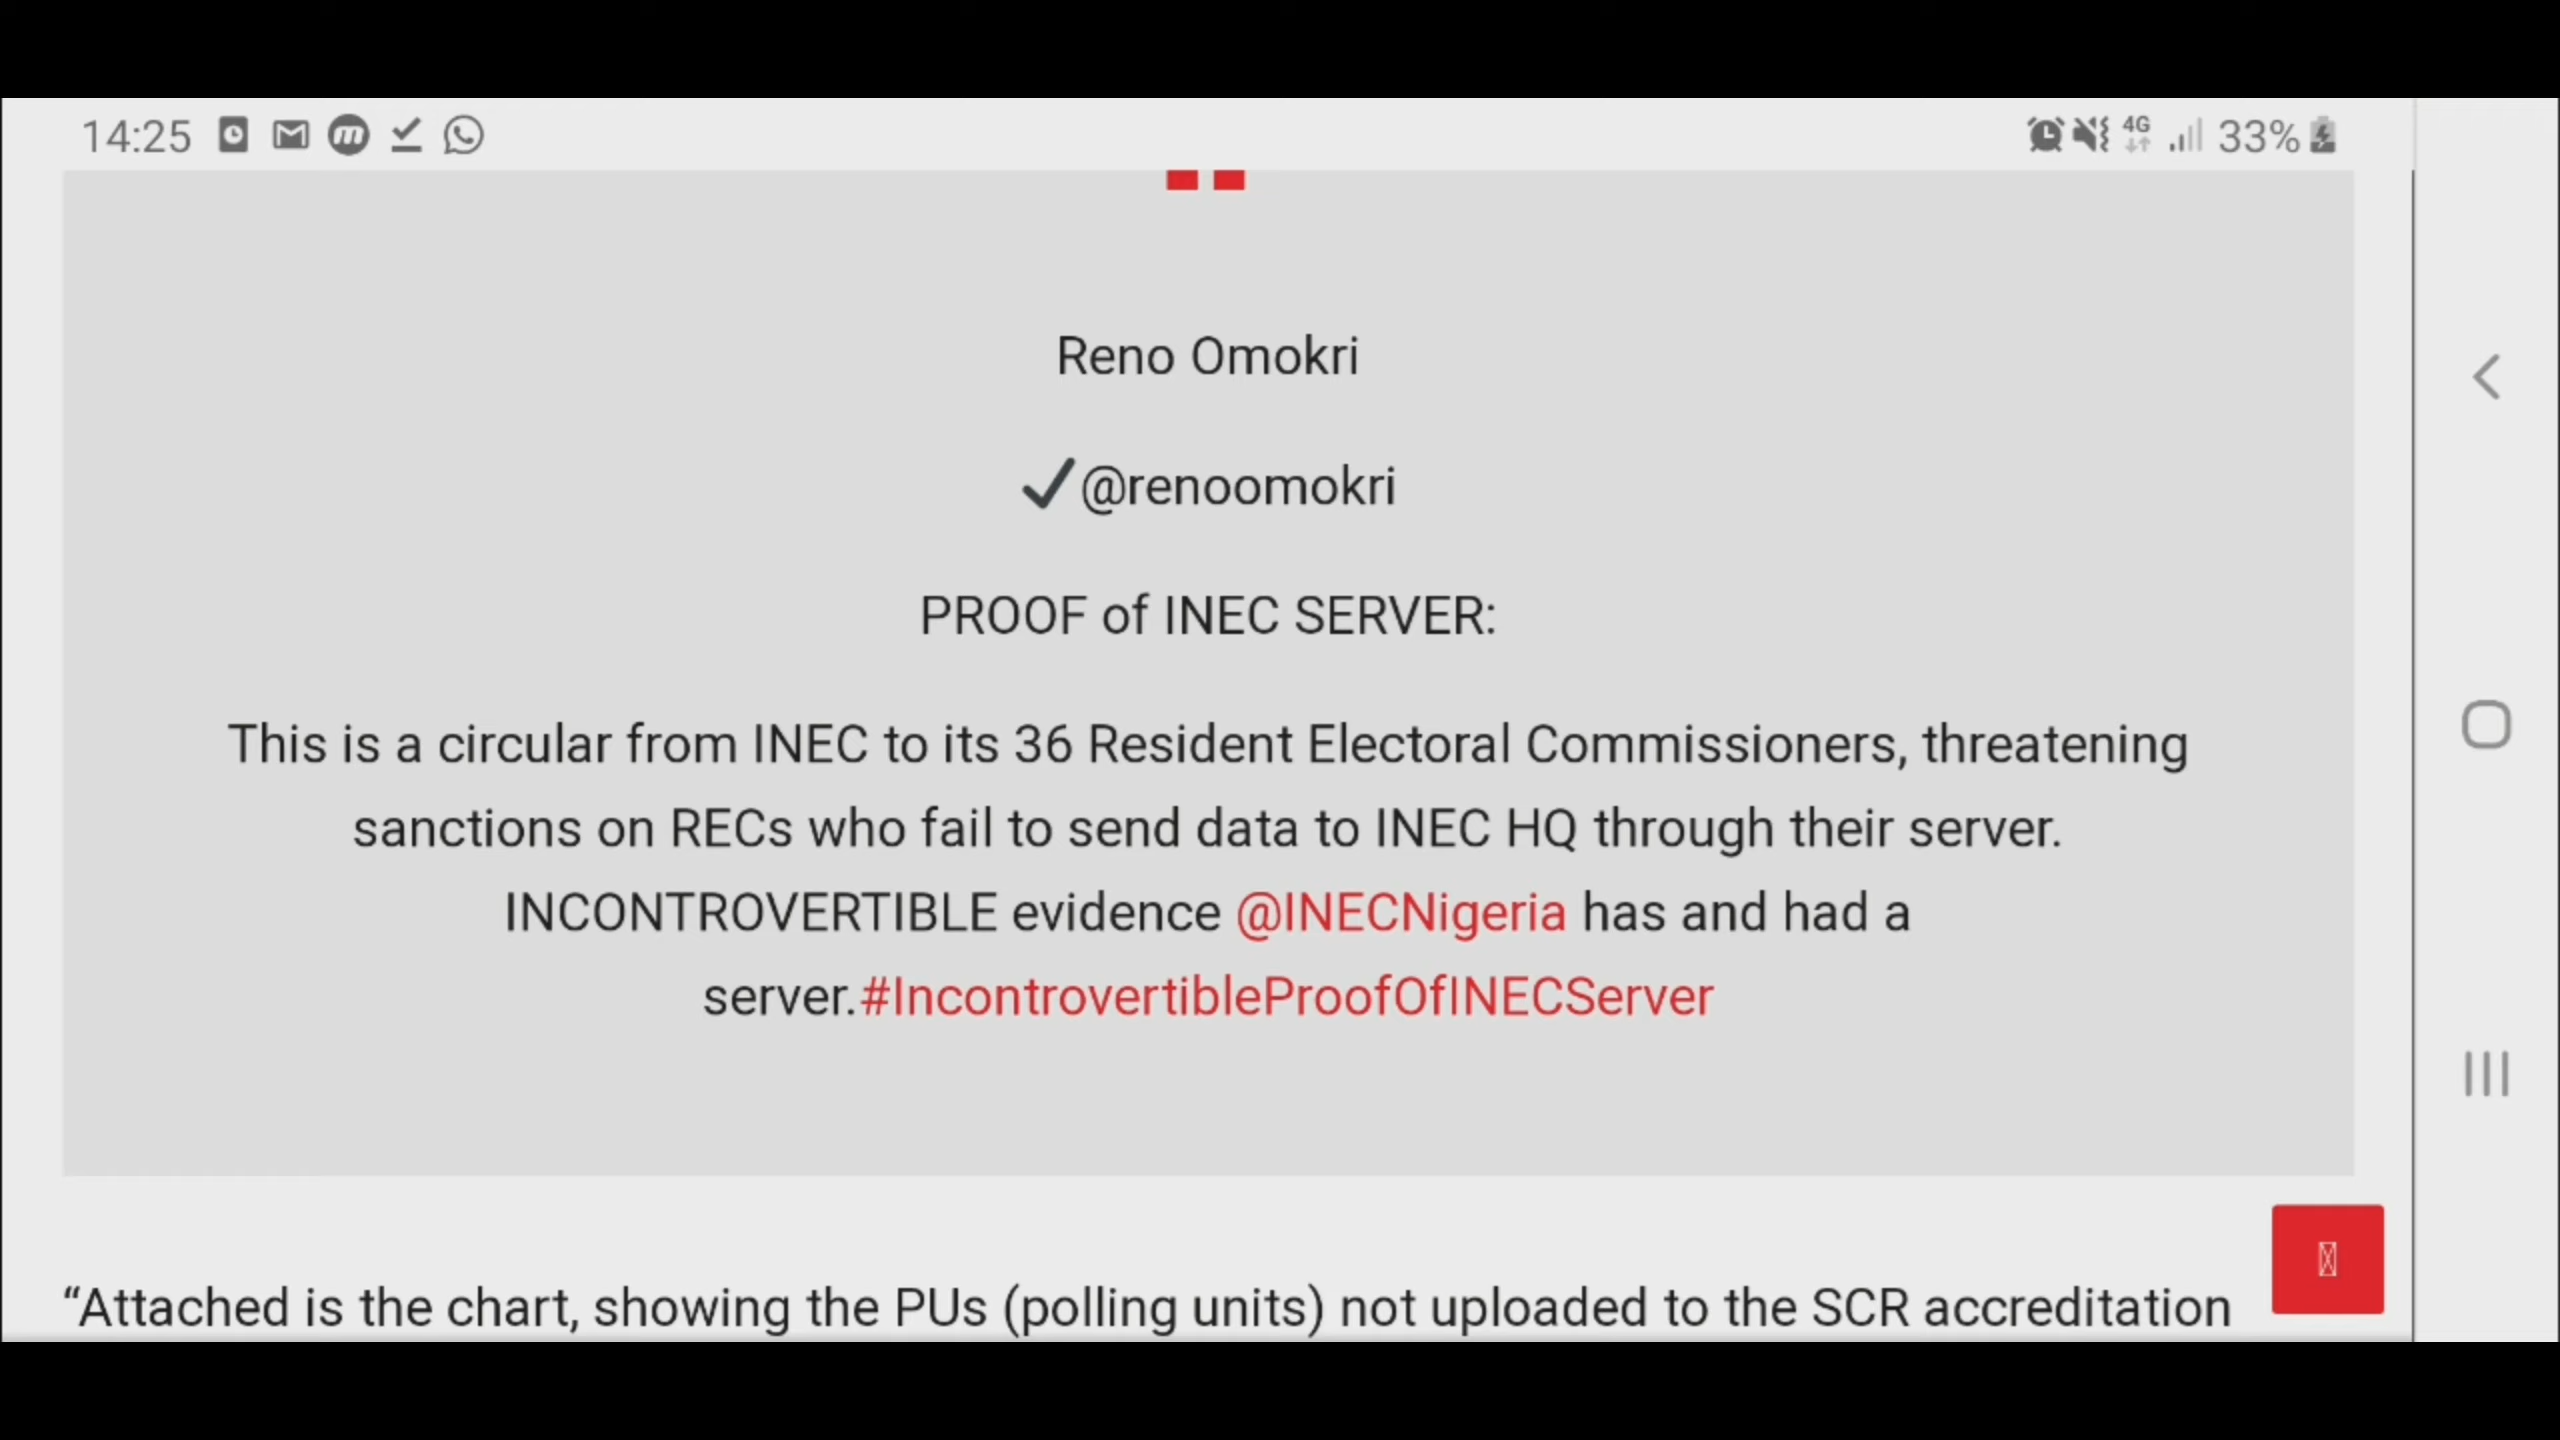 14:25
4G
33%
Reno Omokri
✔@renoomokri
PROOF of INEC SERVER:
This is a circular from INEC to its 36 Resident Electoral Commissioners, threatening
sanctions on RECs who fail to send data to INEC HQ through their server.
INCONTROVERTIBLE evidence @INECNigeria has and had a
server.#IncontrovertibleProofOfINECServer
“Attached is the chart, showing the PUs (polling units) not uploaded to the SCR accreditation